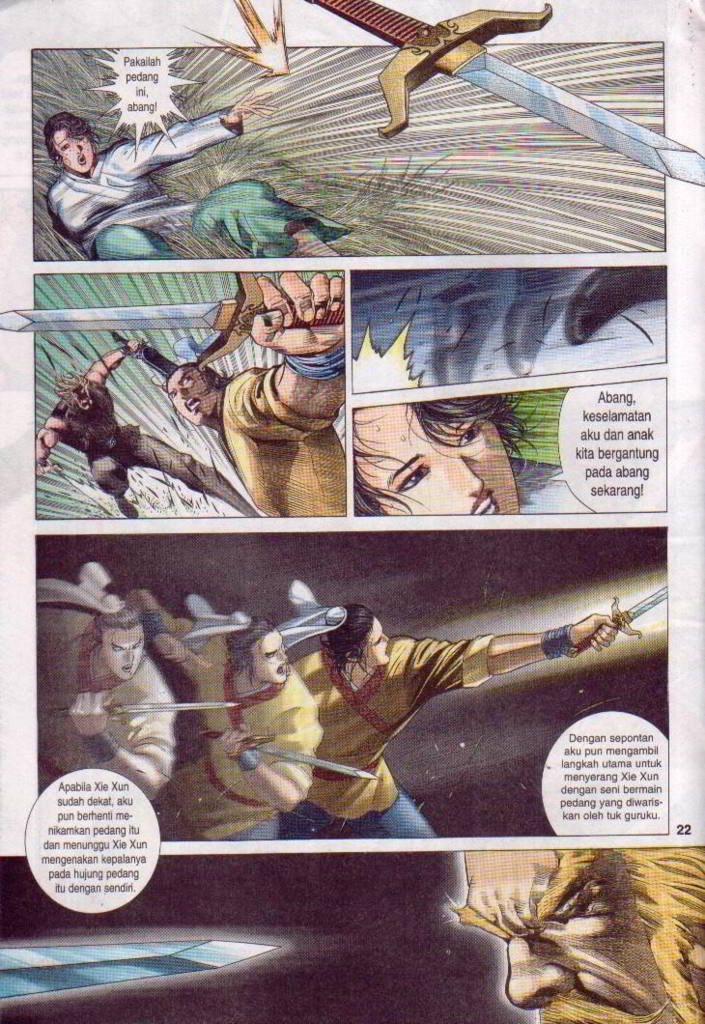 Pakailah
pedang
ini,
abang!
Abang,
keselamatan
aku dan anak
kita bergantung
pada abang
sekarang!
Dengan sepontan
aku pun mengambil
langkah utama untuk
menyerang Xie Xun
dengan seni bermain
pedang yang diwaris-
kan oleh tuk guruku.
Apabila Xie Xun
sudah dekat, aku
pun berhenti me-
nikamkan pedang itu
dan menunggu Xie Xun
mengenakan kepalanya
pada hujung pedang
itu dengan sendiri.
22